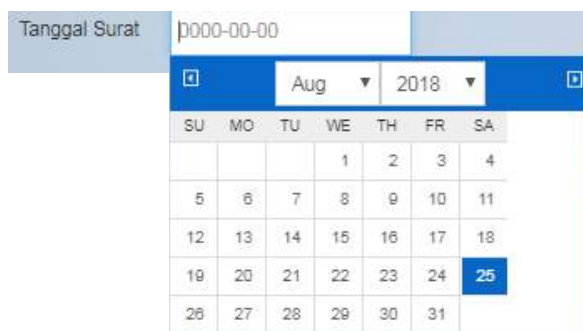 Tanggal Surat 0000-00-00
Aug 2018
SU MO TU WE TH FR SA
1 2 3 4
5 6 7 8 9 10 11
12 13 14 15 16 17 18
19 20 21 22 23 24 25
26 27 28 29 30 31